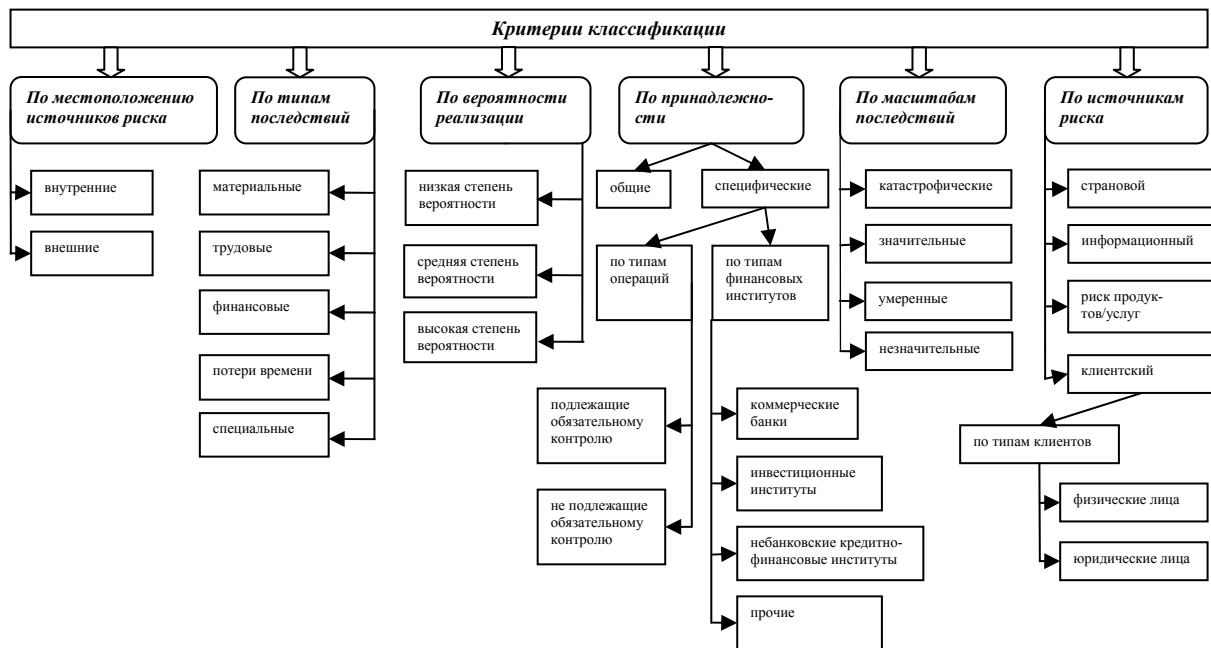 Критерии классификации
По местоположению
источников риска
внутренние
внешние
По типам
последствий
материальные
трудовые
финансовые
потери времени
специальные
По вероятности
реализации
низкая степень
вероятности
средняя степень
вероятности
высокая степень
вероятности
По принадлежно-
сти
общие
специфические
по типам
операций
подлежащие
обязательному
контролю
не подлежащие
обязательному
контролю
по типам
финансовых
институтов
коммерческие
банки
инвестиционные
институты
небанковские кредитно-
финансовые институты
прочие
По масштабам
последствий
катастрофические
значительные
умеренные
незначительные
По источникам
риска
страновой
информационный
риск продук-
тов/услуг
клиентский
по типам клиентов
физические лица
юридические лица